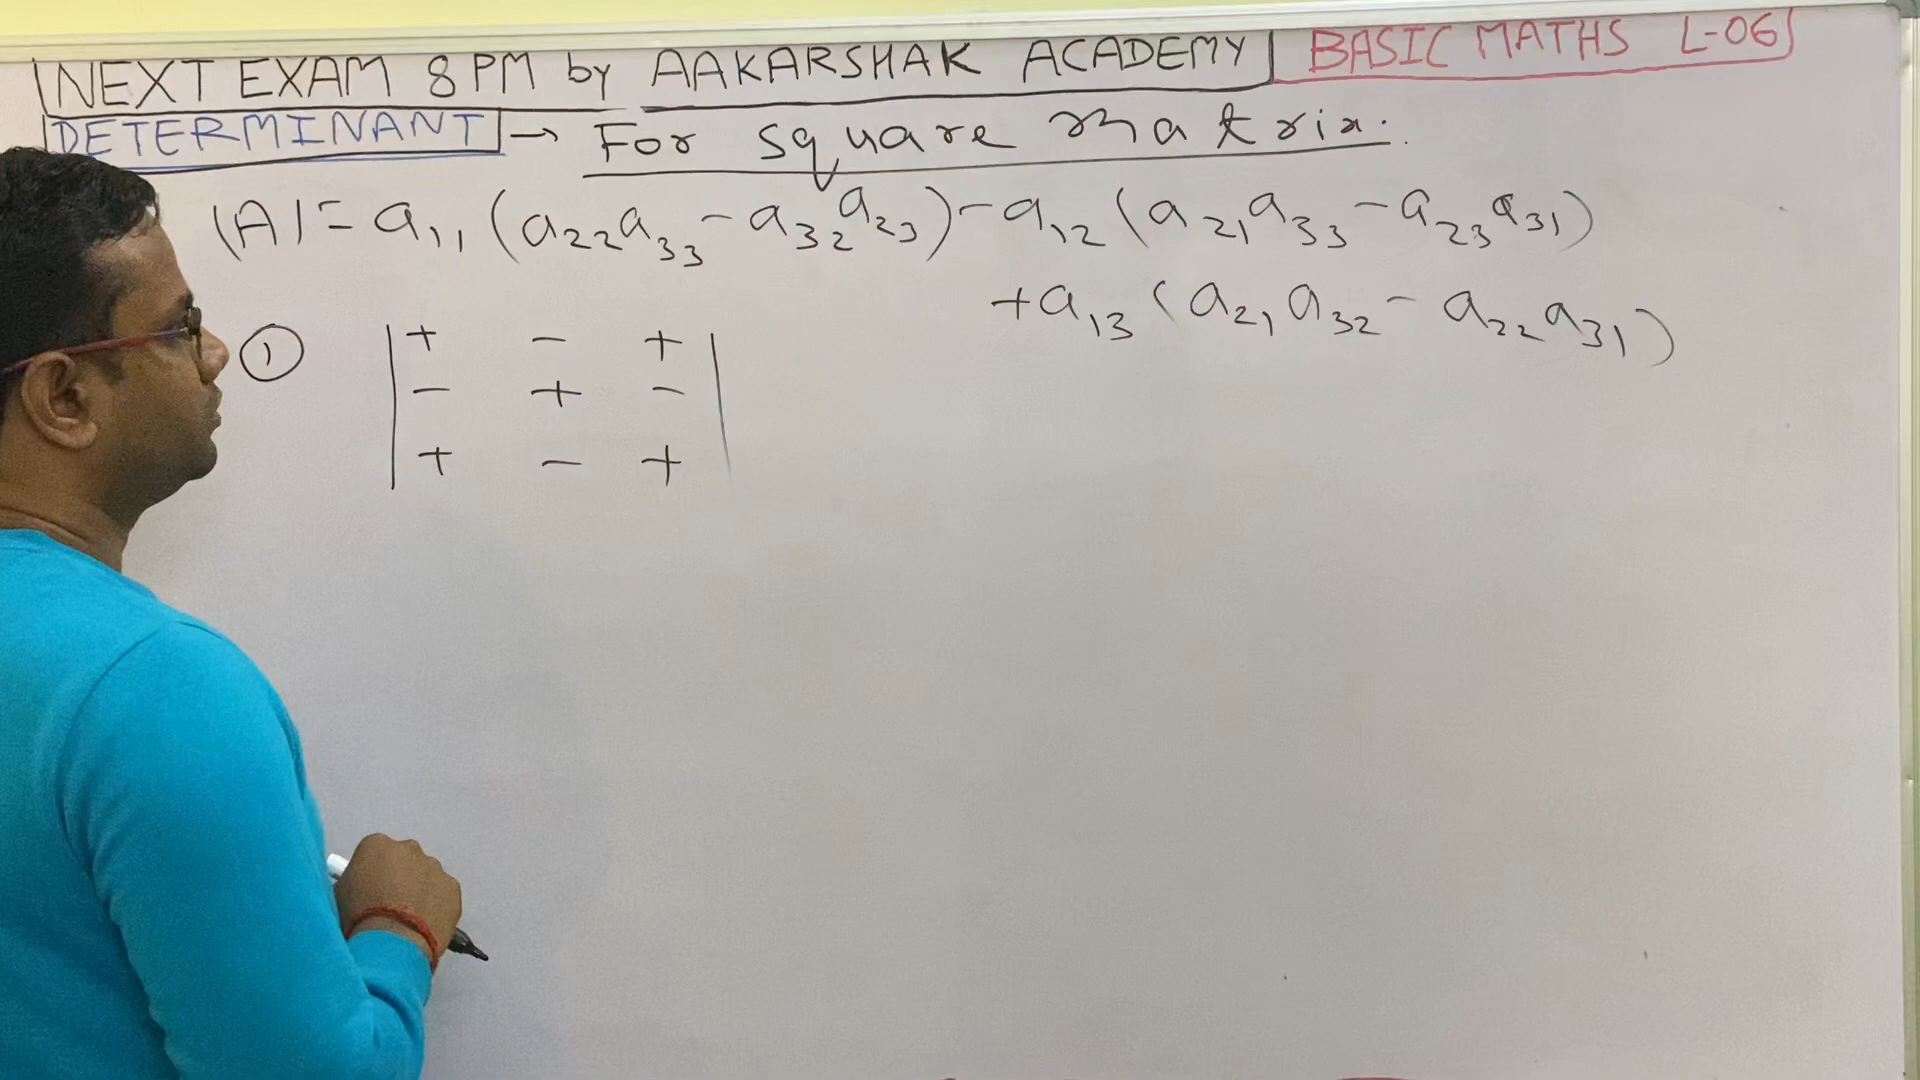 NEXT EXAM 8 PM by AAKARSHAK ACADEMY BASIC MATHS L-06
DETERMINANT → For square matrix.
|A| = a₁₁ (a₂₂a₃₃ - a₃₂a₂₃) - a₁₂ (a₂₁a₃₃ - a₂₃a₃₁)
+ a₁₃ (a₂₁a₃₂ - a₂₂a₃₁)
① | + - + |
| - + - |
| + - + |